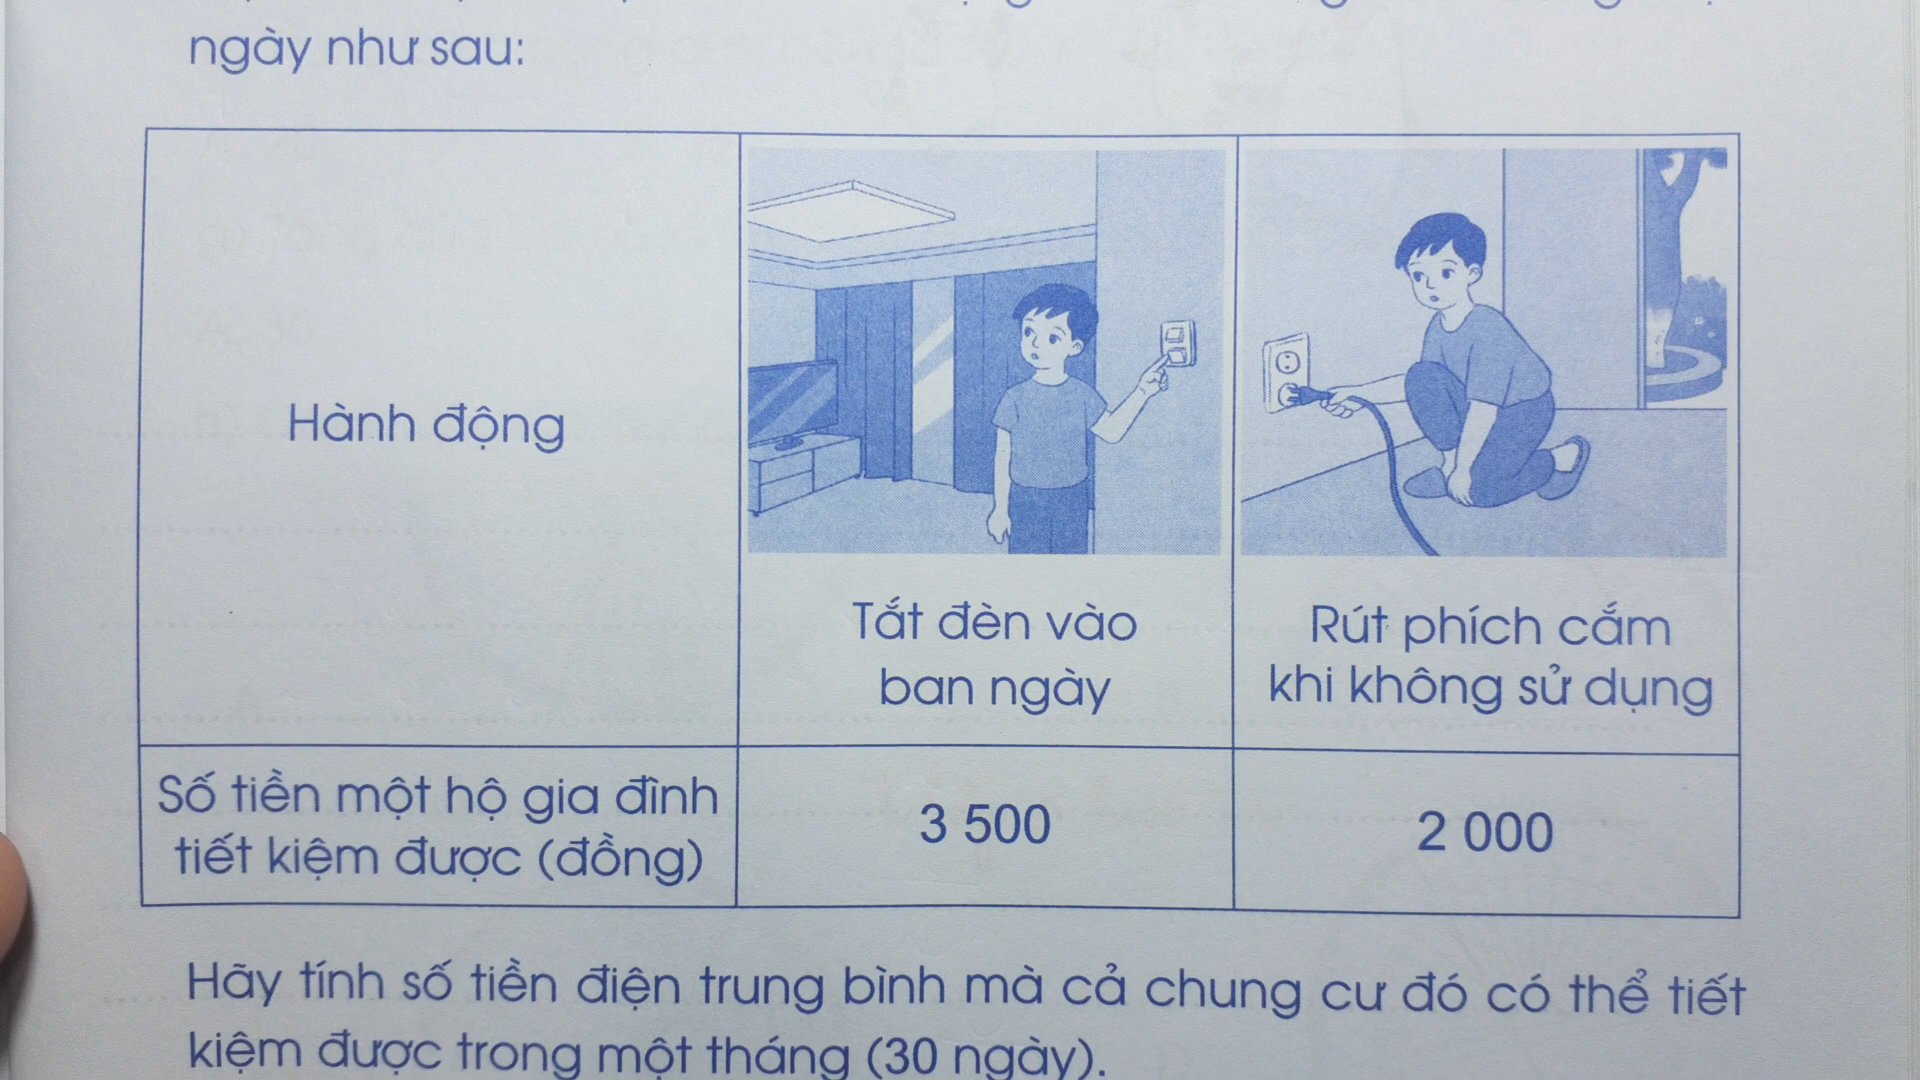 ngày như sau:
Hành động
Tắt đèn vào
ban ngày
Rút phích cắm
khi không sử dụng
Số tiền một hộ gia đình
tiết kiệm được (đồng)
3 500
2 000
Hãy tính số tiền điện trung bình mà cả chung cư đó có thể tiết
kiệm được trong một tháng (30 ngày).